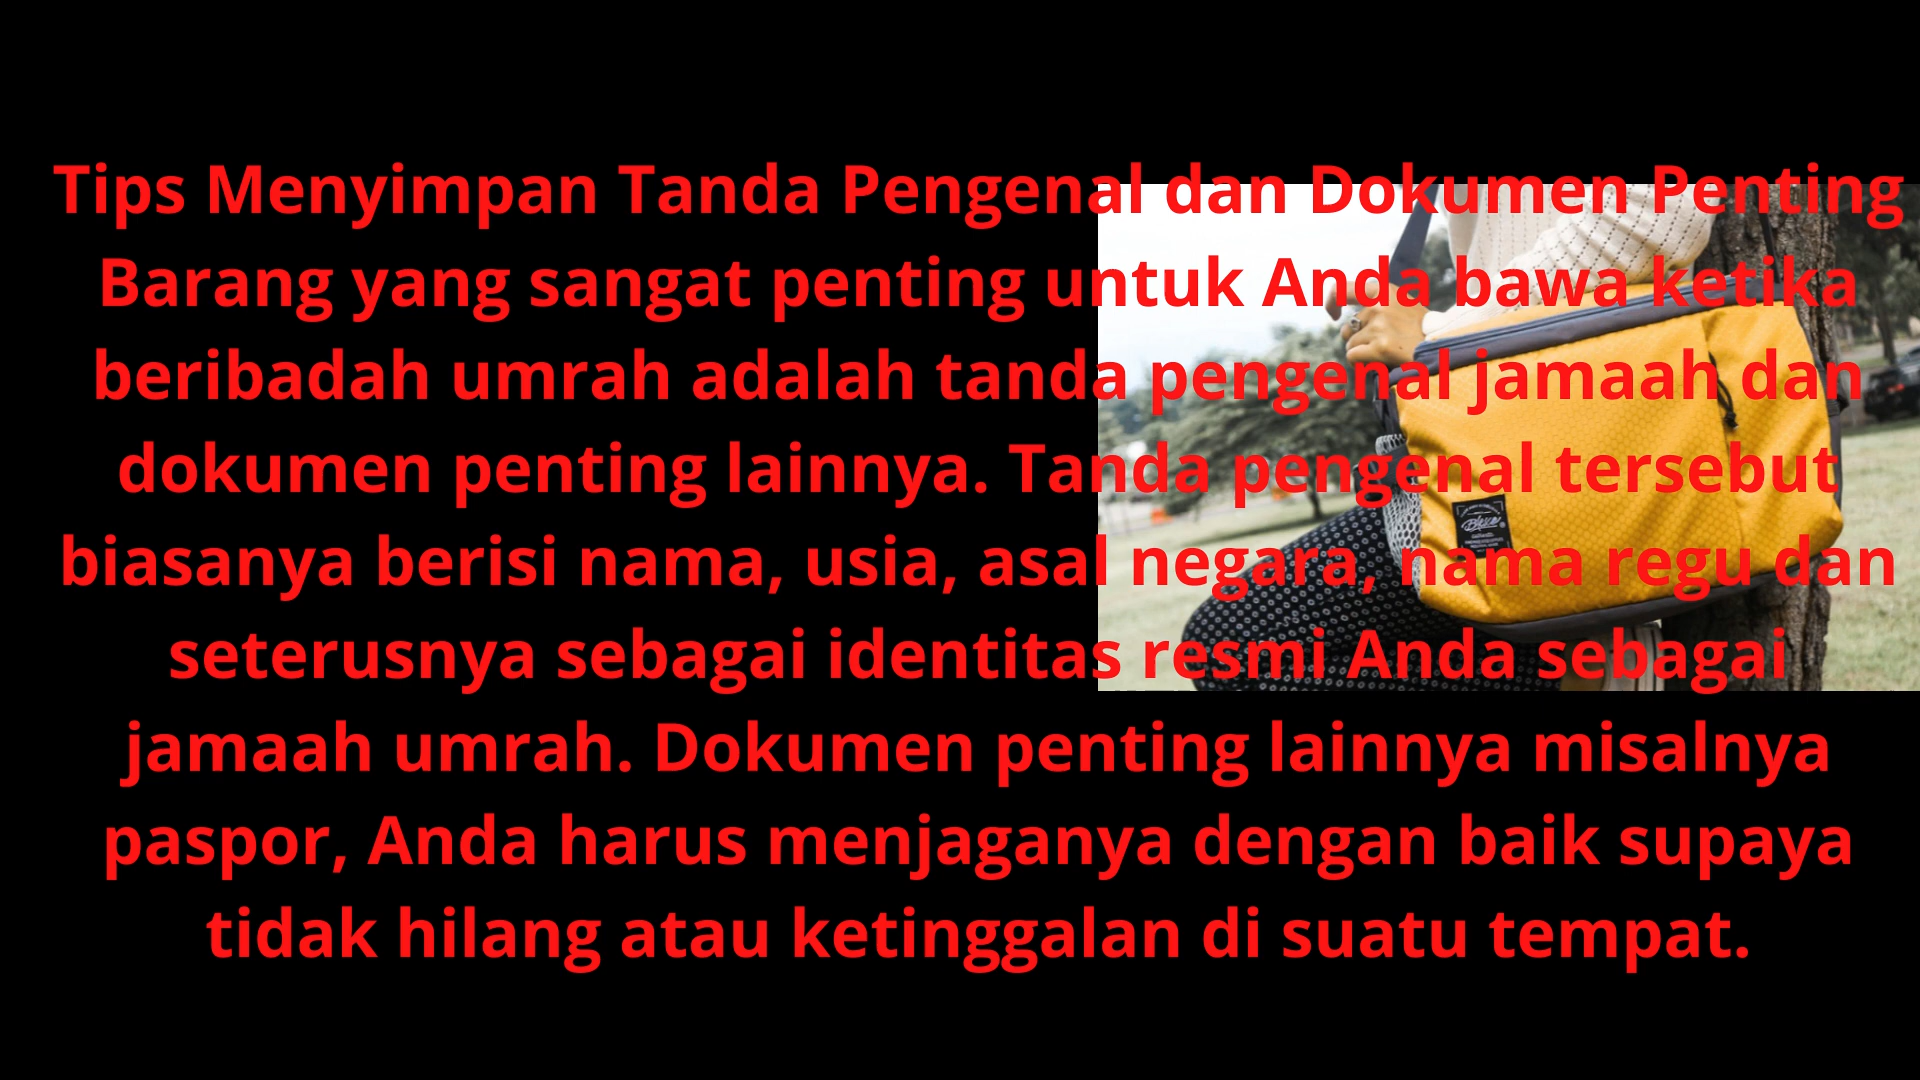 Tips Menyimpan Tanda Pengenal dan Dokumen Penting
Barang yang sangat penting untuk Anda bawa ketika
beribadah umrah adalah tanda pengenal jamaah dan
dokumen penting lainnya. Tanda pengenal tersebut
biasanya berisi nama, usia, asal negara, nama regu dan
seterusnya sebagai identitas resmi Anda sebagai
jamaah umrah. Dokumen penting lainnya misalnya
paspor, Anda harus menjaganya dengan baik supaya
tidak hilang atau ketinggalan di suatu tempat.